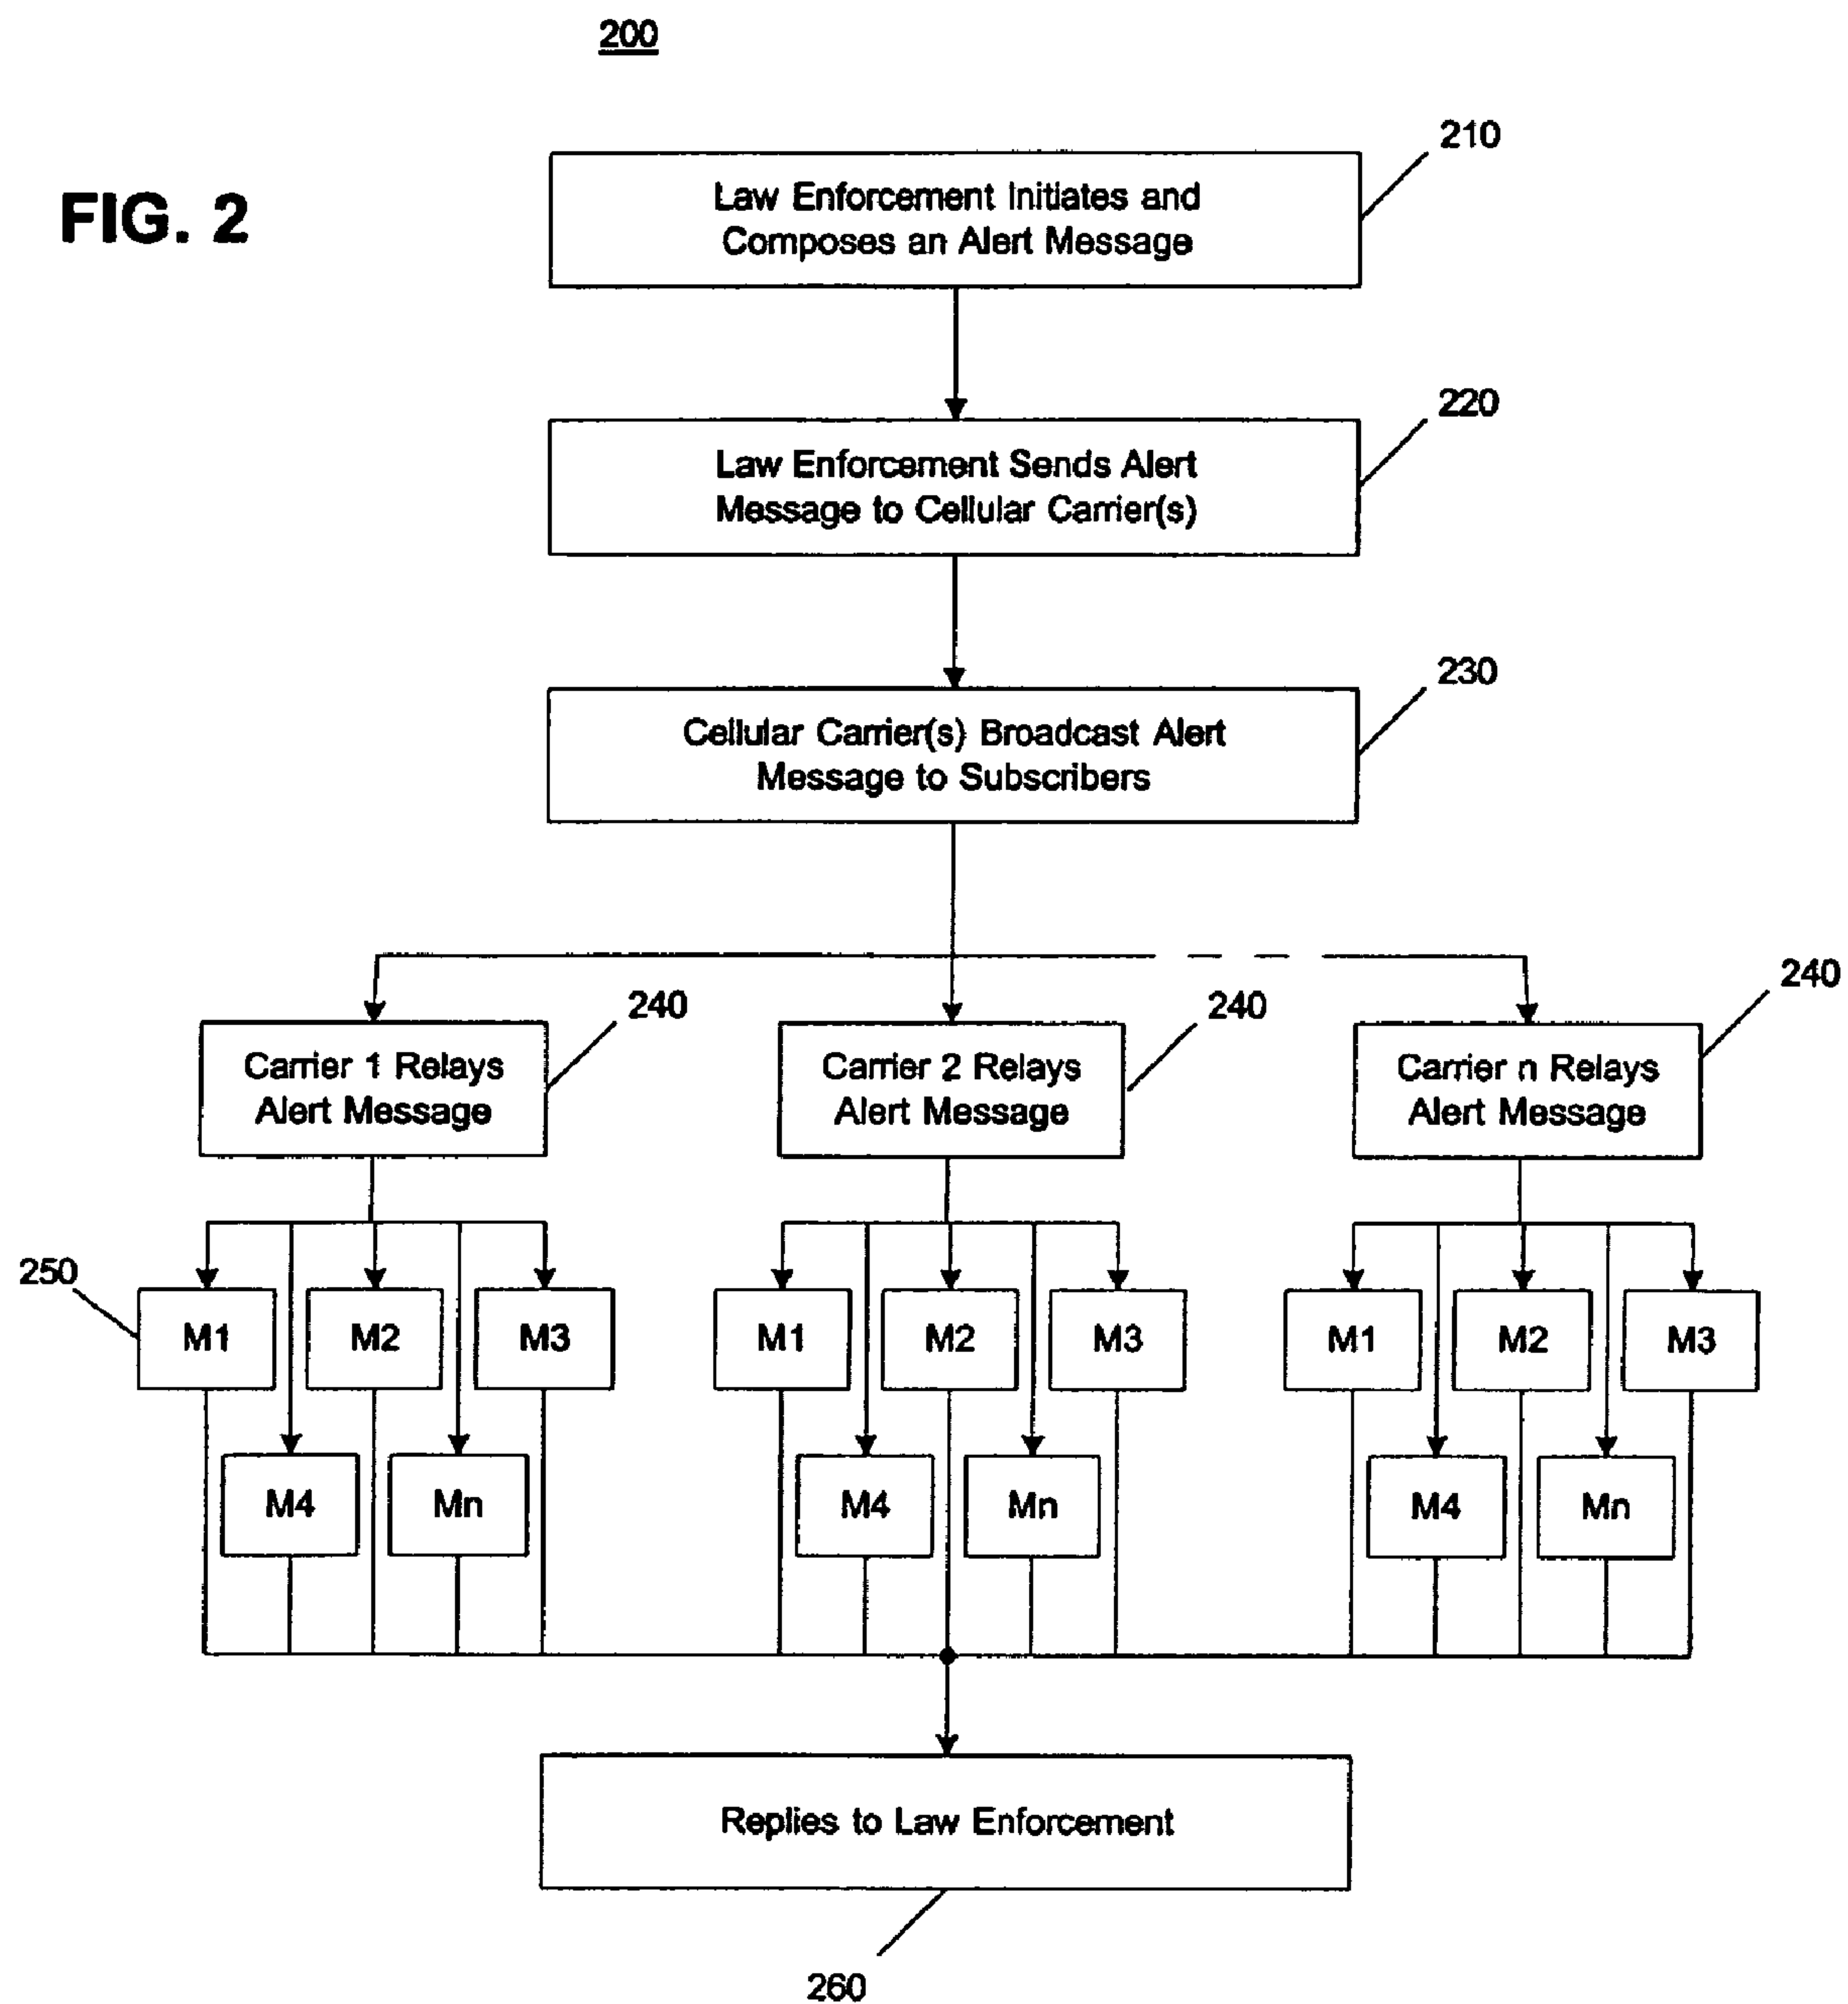 200
FIG. 2
210
Law Enforcement Initiates and
Composes an Alert Message
220
Law Enforcement Sends Alert
Message to Cellular Carrier(s)
230
Cellular Carrier(s) Broadcast Alert
Message to Subscribers
240
240
240
Carrier 1 Relays
Alert Message
Carrier 2 Relays
Alert Message
Carrier n Relays
Alert Message
250
M1
M2
M3
M1
M2
M3
M1
M2
M3
M4
Mn
M4
Mn
M4
Mn
Replies to Law Enforcement
260